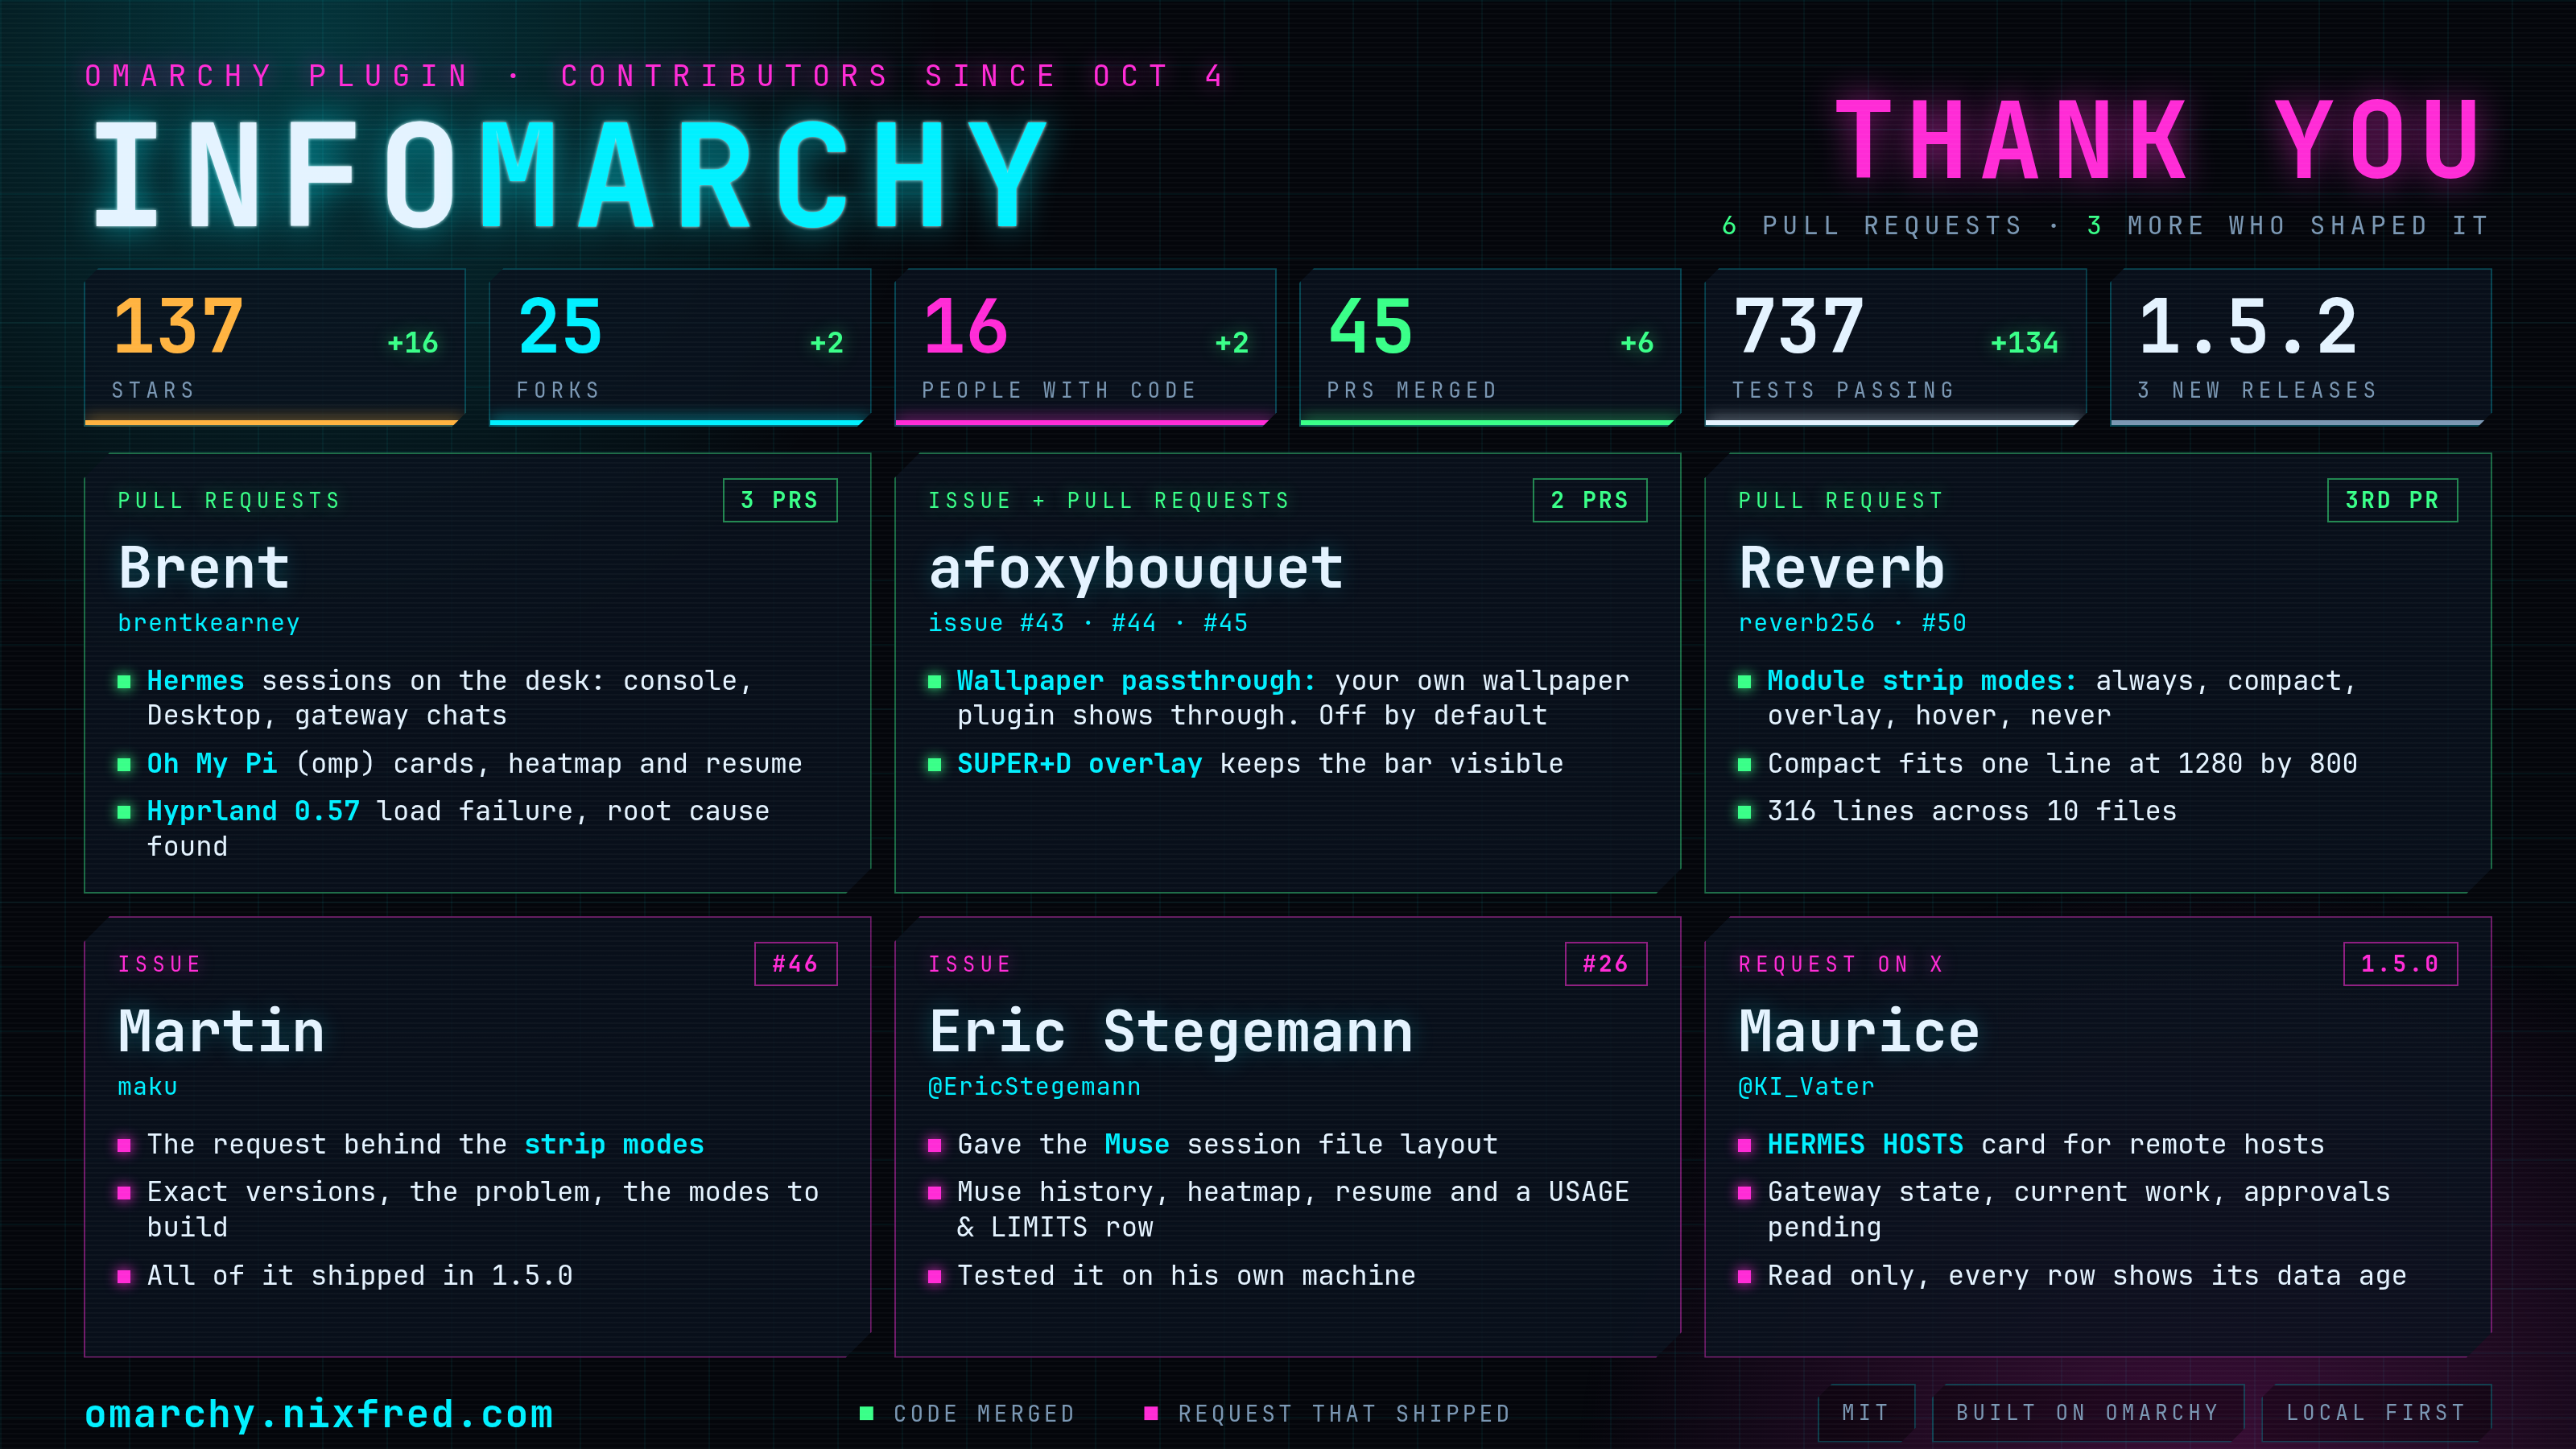 OMARCHY PLUGIN · CONTRIBUTORS SINCE OCT 4
INFOMARCHY
THANK YOU
6 PULL REQUESTS · 3 MORE WHO SHAPED IT
137 +16
STARS
25 +2
FORKS
16 +2
PEOPLE WITH CODE
45 +6
PRS MERGED
737 +134
TESTS PASSING
1.5.2
3 NEW RELEASES
PULL REQUESTS 3 PRS
Brent
brentkearney
Hermes sessions on the desk: console,
Desktop, gateway chats
Oh My Pi (omp) cards, heatmap and resume
Hyprland 0.57 load failure, root cause
found
ISSUE + PULL REQUESTS 2 PRS
afoxybouquet
issue #43 · #44 · #45
Wallpaper passthrough: your own wallpaper
plugin shows through. Off by default
SUPER+D overlay keeps the bar visible
PULL REQUEST 3RD PR
Reverb
reverb256 · #50
Module strip modes: always, compact,
overlay, hover, never
Compact fits one line at 1280 by 800
316 lines across 10 files
ISSUE #46
Martin
maku
The request behind the strip modes
Exact versions, the problem, the modes to
build
All of it shipped in 1.5.0
ISSUE #26
Eric Stegemann
@EricStegemann
Gave the Muse session file layout
Muse history, heatmap, resume and a USAGE
& LIMITS row
Tested it on his own machine
REQUEST ON X 1.5.0
Maurice
@KI_Vater
HERMES HOSTS card for remote hosts
Gateway state, current work, approvals
pending
Read only, every row shows its data age
omarchy.nixfred.com
CODE MERGED
REQUEST THAT SHIPPED
MIT
BUILT ON OMARCHY
LOCAL FIRST